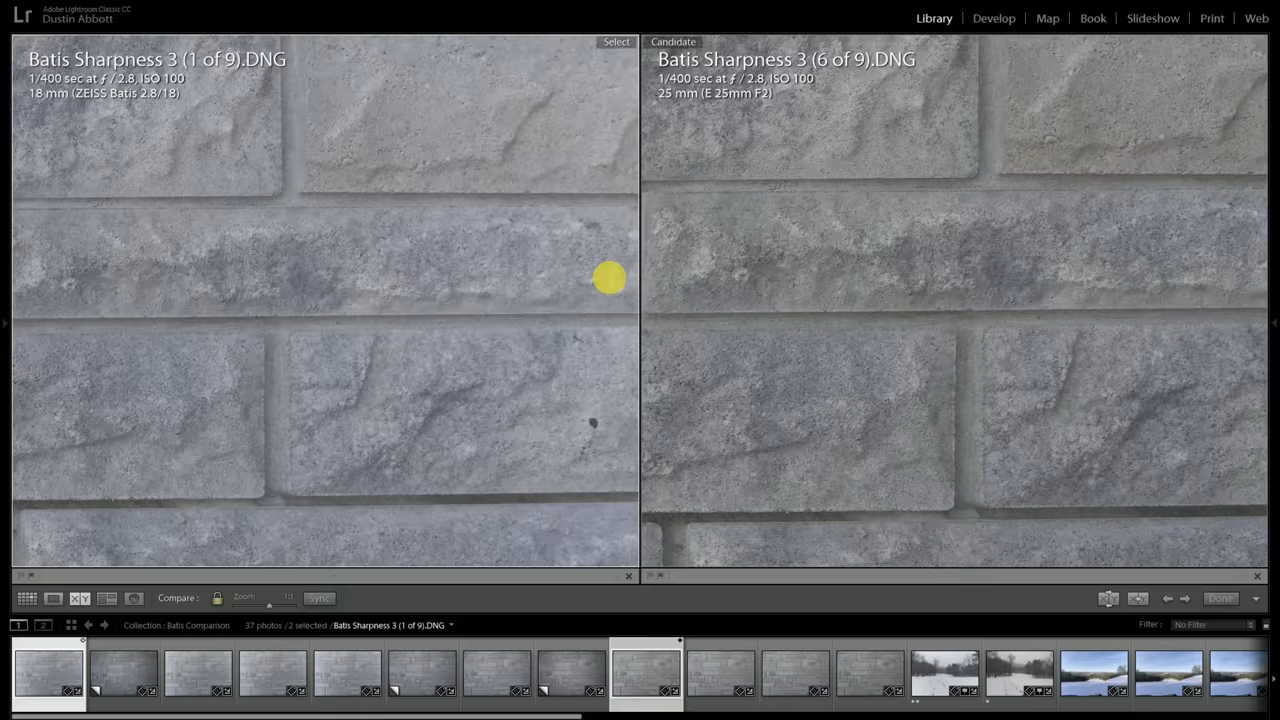 Lr
Adobe Lightroom Classic CC
Dustin Abbott
Library | Develop | Map | Book | Slideshow | Print | Web
Select
Candidate
Batis Sharpness 3 (1 of 9).DNG
1/400 sec at ƒ / 2.8, ISO 100
18 mm (ZEISS Batis 2.8/18)
Batis Sharpness 3 (6 of 9).DNG
1/400 sec at ƒ / 2.8, ISO 100
25 mm (E 25mm F2)
X Y
Compare :
Zoom
1:1
Sync
Done
1
2
Collection : Batis Comparison
37 photos /2 selected /Batis Sharpness 3 (1 of 9).DNG
Filter :
No Filter